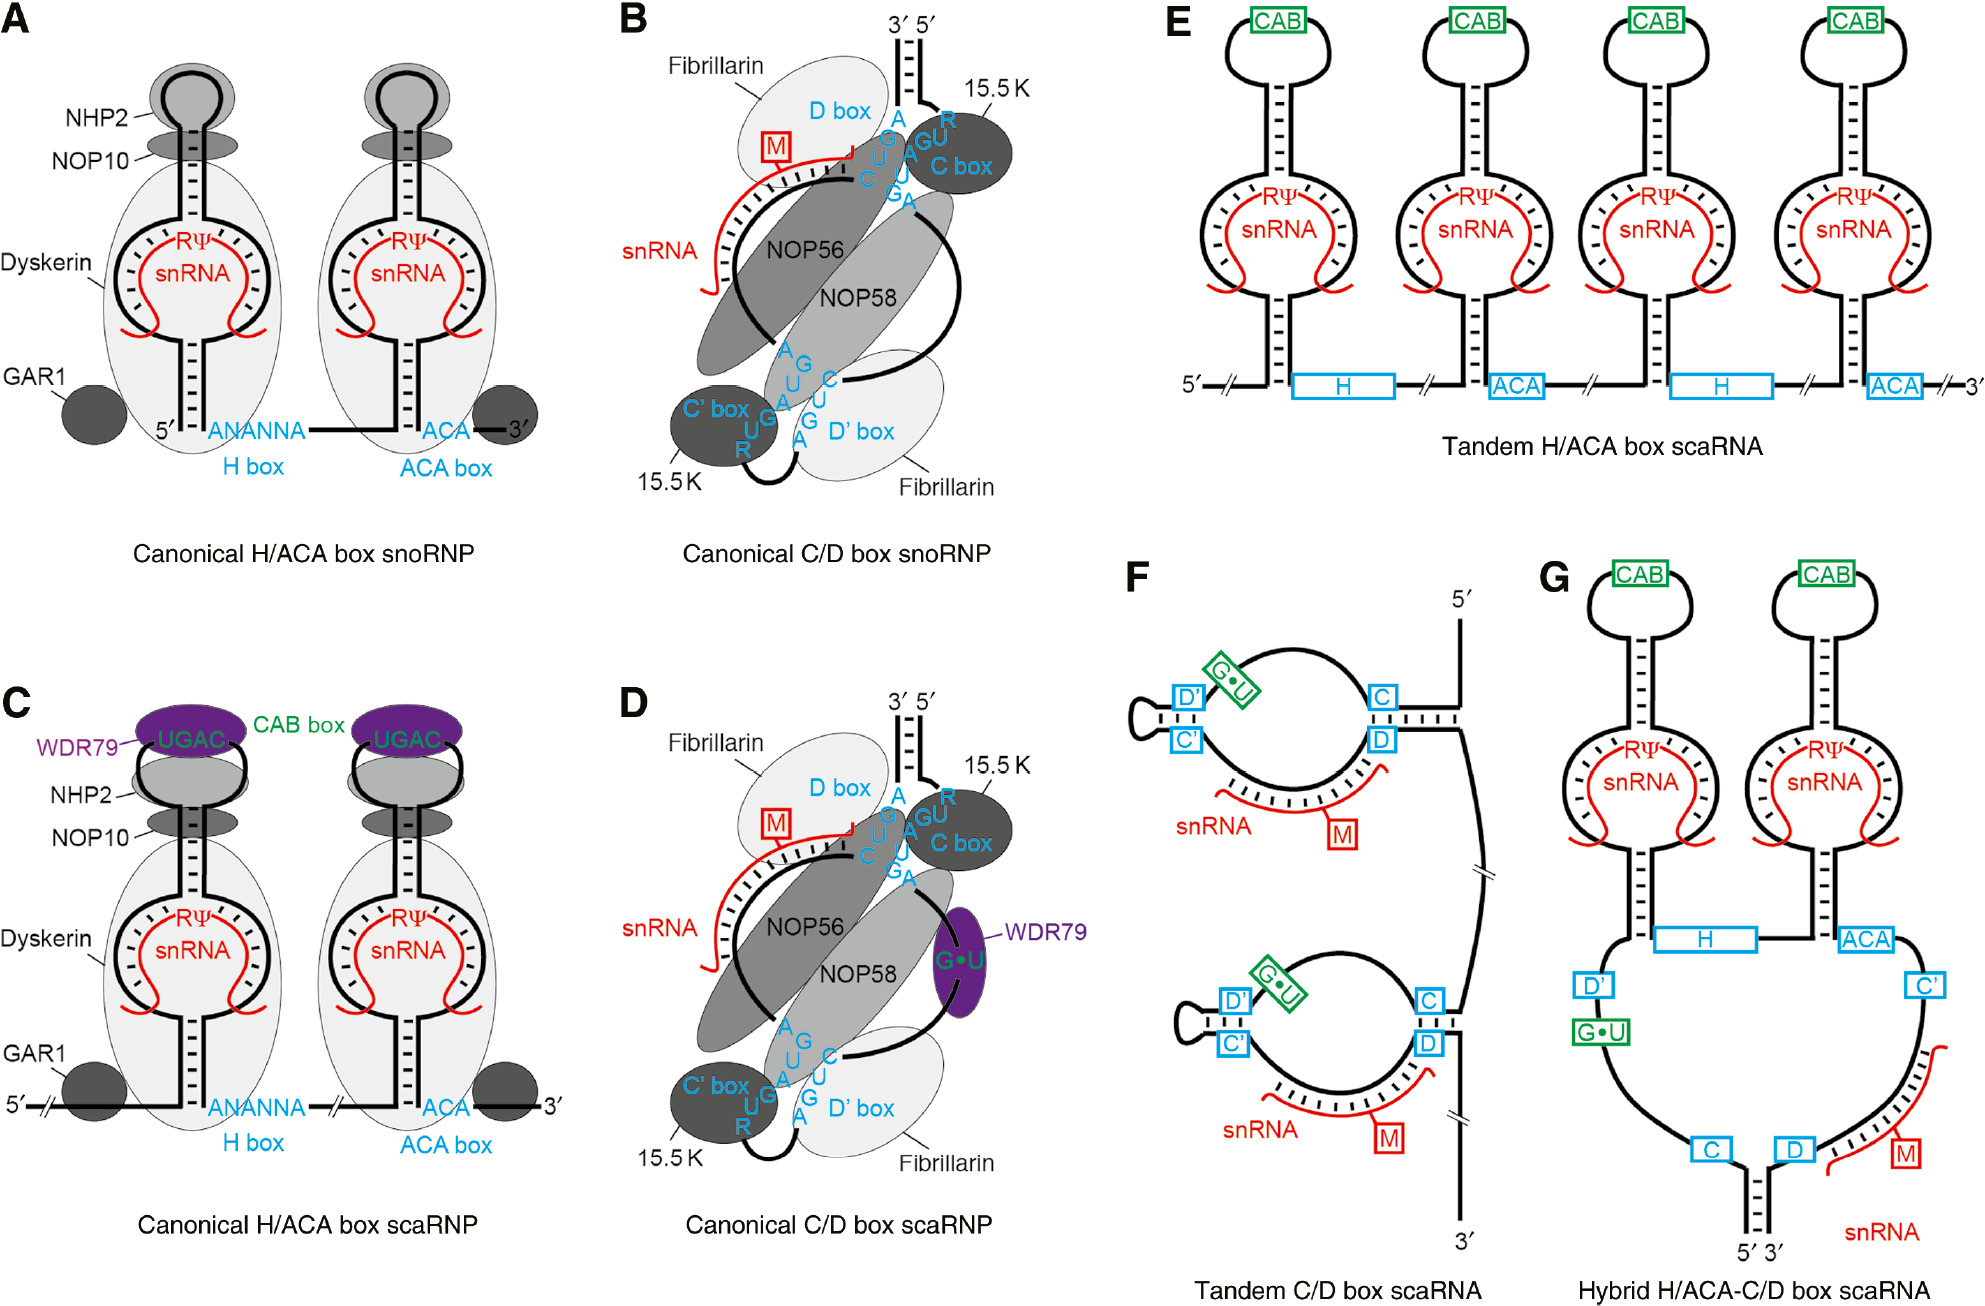 A
NHP2
NOP10
Dyskerin
RΨ
snRNA
RΨ
snRNA
GAR1
5′
ANANNA
ACA
3′
H box
ACA box
Canonical H/ACA box snoRNP
B
3′ 5′
Fibrillarin
15.5 K
D box
A
G
U
C
R
U
G
A
U
G
A
C box
M
snRNA
NOP56
NOP58
A
G
U
A
G
U
R
C
U
G
A
C' box
D' box
15.5 K
Fibrillarin
Canonical C/D box snoRNP
C
WDR79
UGAC
CAB box
UGAC
NHP2
NOP10
Dyskerin
RΨ
snRNA
RΨ
snRNA
GAR1
5′
ANANNA
ACA
3′
H box
ACA box
Canonical H/ACA box scaRNP
D
3′ 5′
Fibrillarin
15.5 K
D box
A
G
U
C
R
U
G
A
U
G
A
C box
M
snRNA
NOP56
NOP58
WDR79
G•U
A
G
U
A
G
U
R
C
U
G
A
C' box
D' box
15.5 K
Fibrillarin
Canonical C/D box scaRNP
E
CAB
CAB
CAB
CAB
RΨ
snRNA
RΨ
snRNA
RΨ
snRNA
RΨ
snRNA
5′
H
ACA
H
ACA
3′
Tandem H/ACA box scaRNA
F
5′
G•U
D'
C
C'
D
snRNA
M
G•U
D'
C
C'
D
snRNA
M
3′
Tandem C/D box scaRNA
G
CAB
CAB
RΨ
snRNA
RΨ
snRNA
H
ACA
D'
C'
G•U
C
D
M
snRNA
5′ 3′
Hybrid H/ACA-C/D box scaRNA